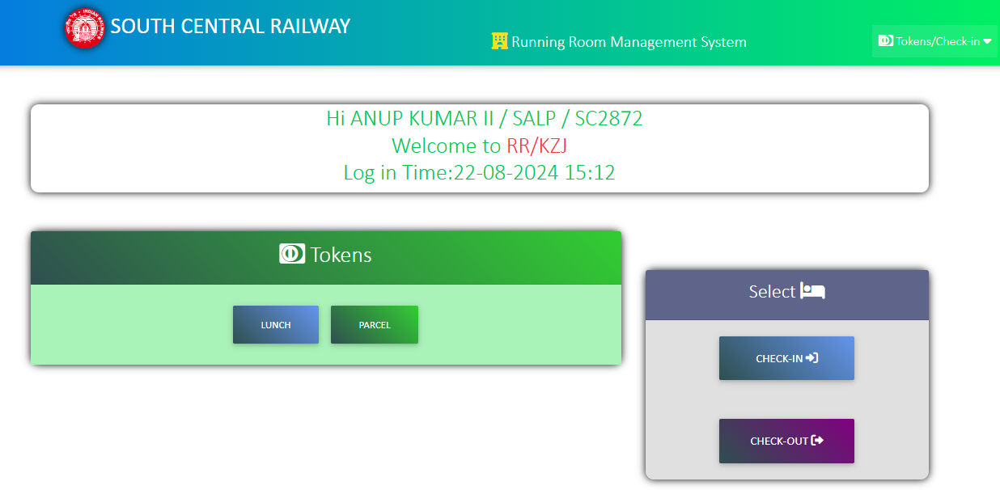 SOUTH CENTRAL RAILWAY
Running Room Management System
Tokens/Check-in
Hi ANUP KUMAR II / SALP / SC2872
Welcome to RR/KZJ
Log in Time:22-08-2024 15:12
Tokens
LUNCH
PARCEL
Select
CHECK-IN
CHECK-OUT